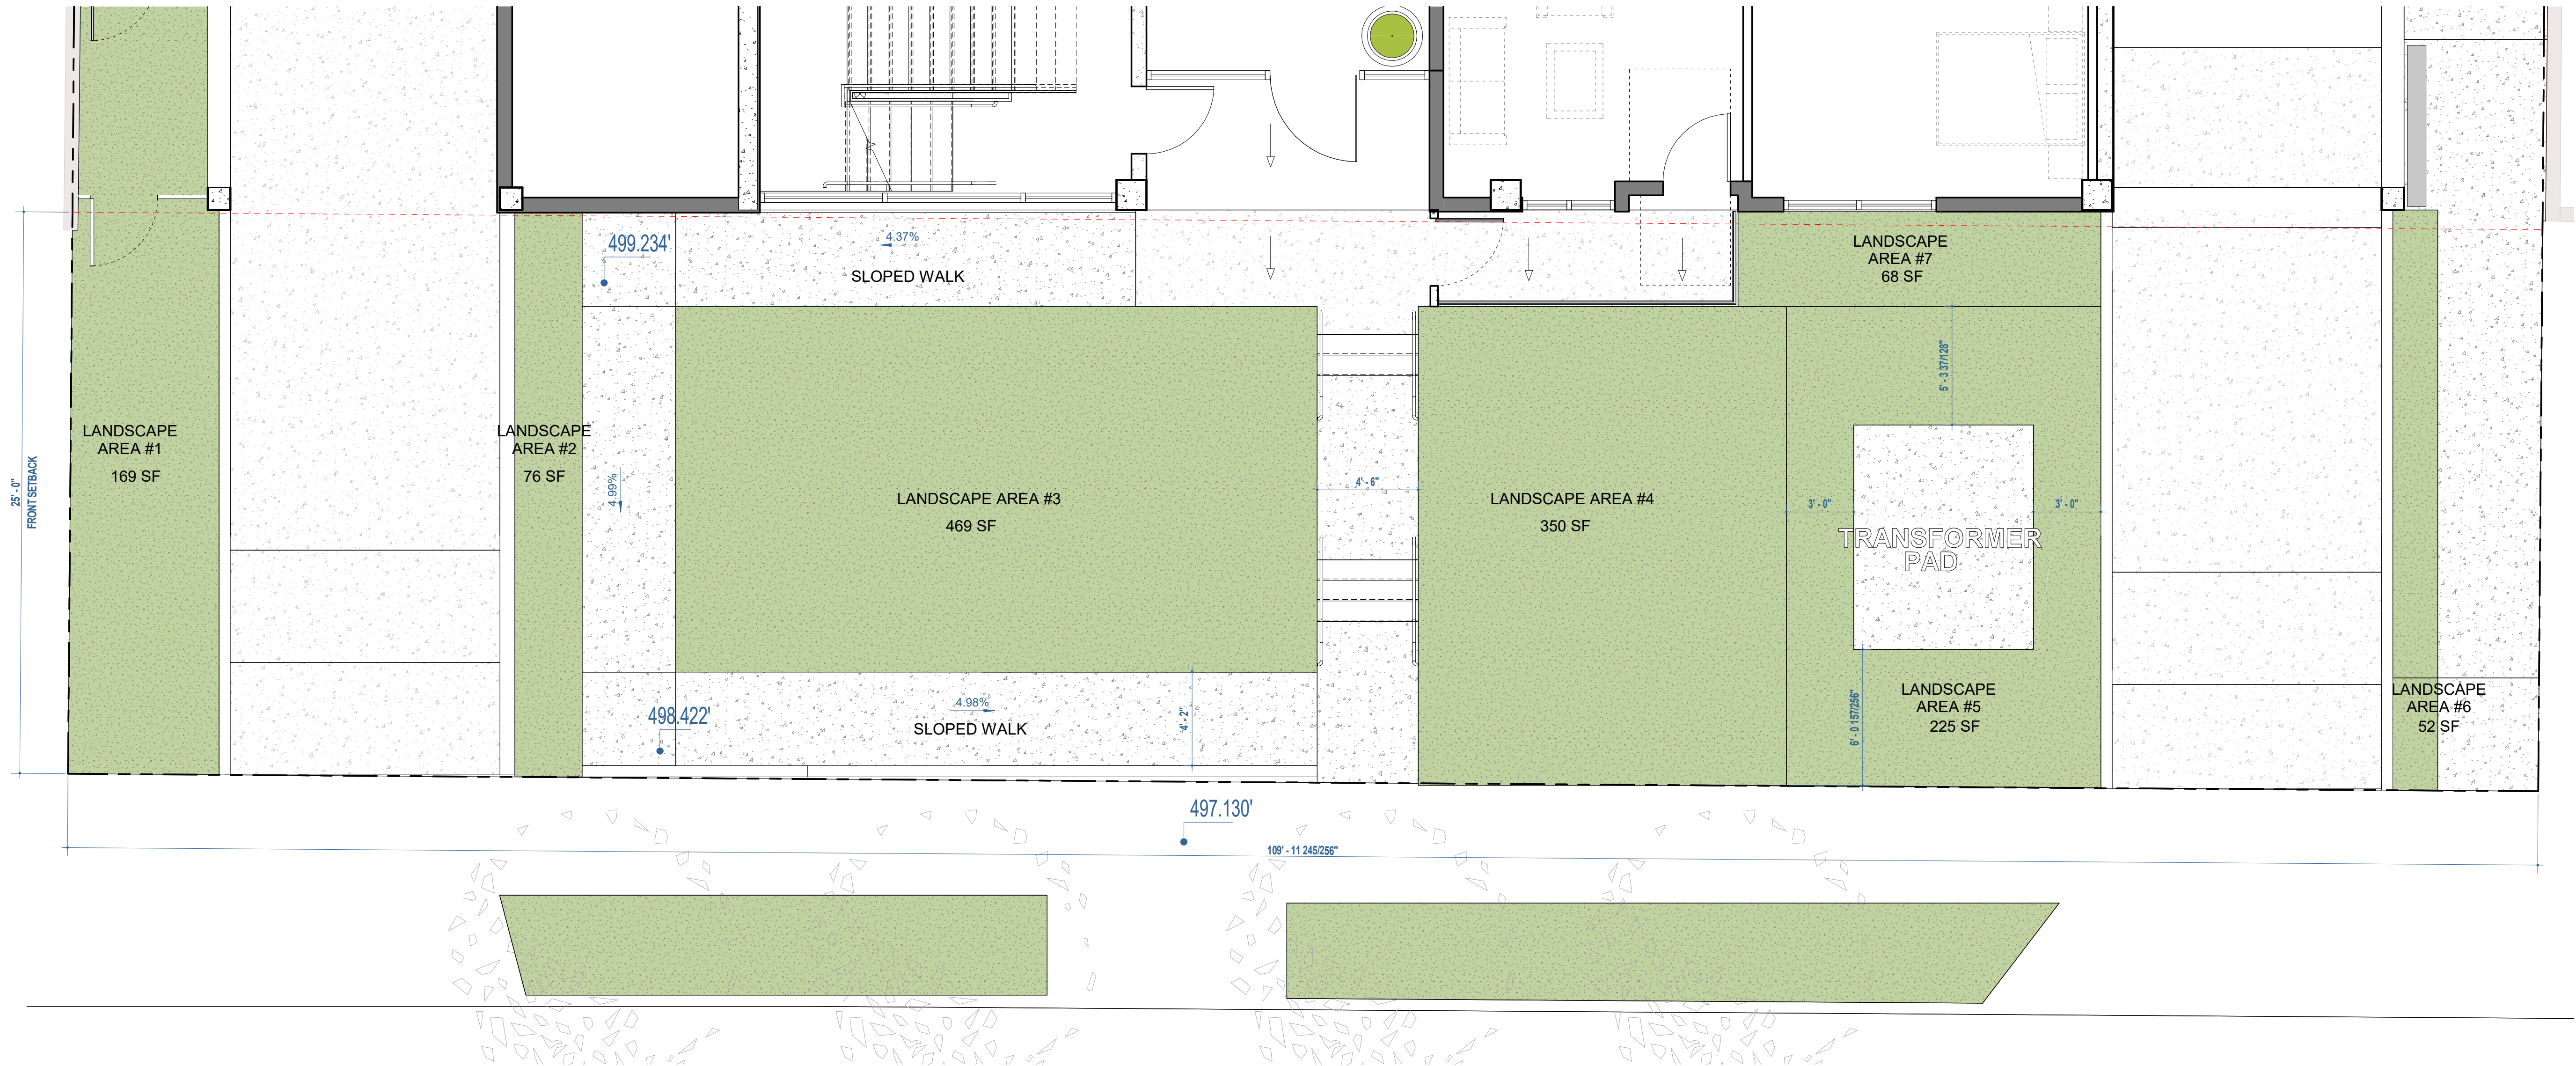 499.234'
4.37%
SLOPED WALK
LANDSCAPE
AREA #7
68 SF
5' - 3 37/128"
LANDSCAPE
AREA #1
169 SF
LANDSCAPE
AREA #2
76 SF
25' - 0"
FRONT SETBACK
4.99%
LANDSCAPE AREA #3
469 SF
4' - 6"
LANDSCAPE AREA #4
350 SF
3' - 0"
3' - 0"
TRANSFORMER
PAD
LANDSCAPE
AREA #5
225 SF
LANDSCAPE
AREA #6
52 SF
498.422'
4.98%
SLOPED WALK
4' - 2"
6' - 0 157/256"
497.130'
109' - 11 245/256"